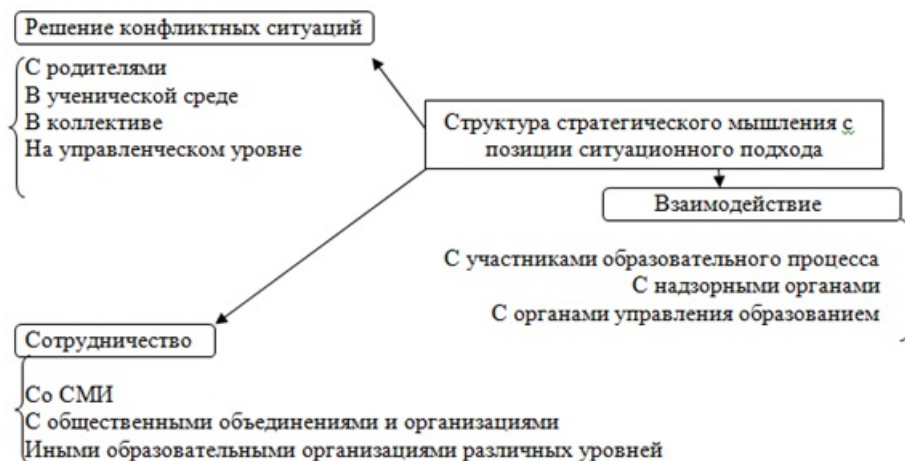 Решение конфликтных ситуаций
С родителями
В ученической среде
В коллективе
На управленческом уровне
Структура стратегического мышления с
позиции ситуационного подхода
Взаимодействие
С участниками образовательного процесса
С надзорными органами
С органами управления образованием
Сотрудничество
Со СМИ
С общественными объединениями и организациями
Иными образовательными организациями различных уровней